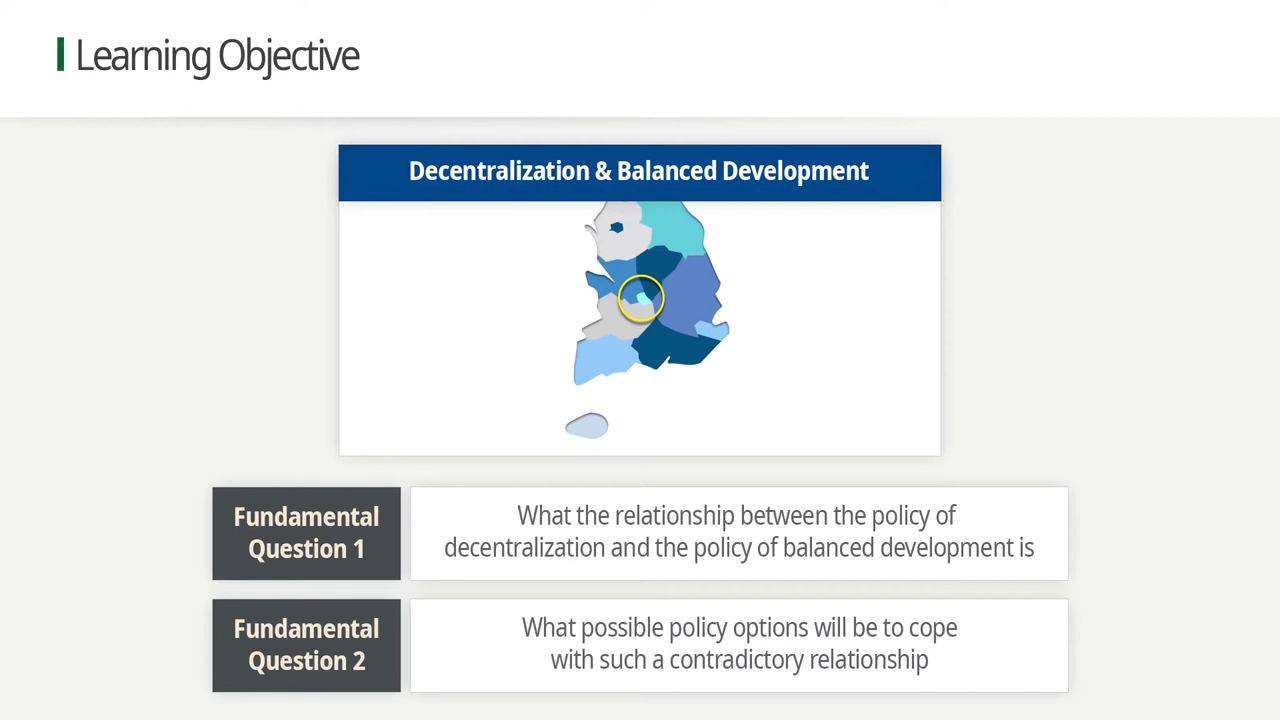 Learning Objective
Decentralization & Balanced Development
Fundamental
Question 1
What the relationship between the policy of
decentralization and the policy of balanced development is
Fundamental
Question 2
What possible policy options will be to cope
with such a contradictory relationship